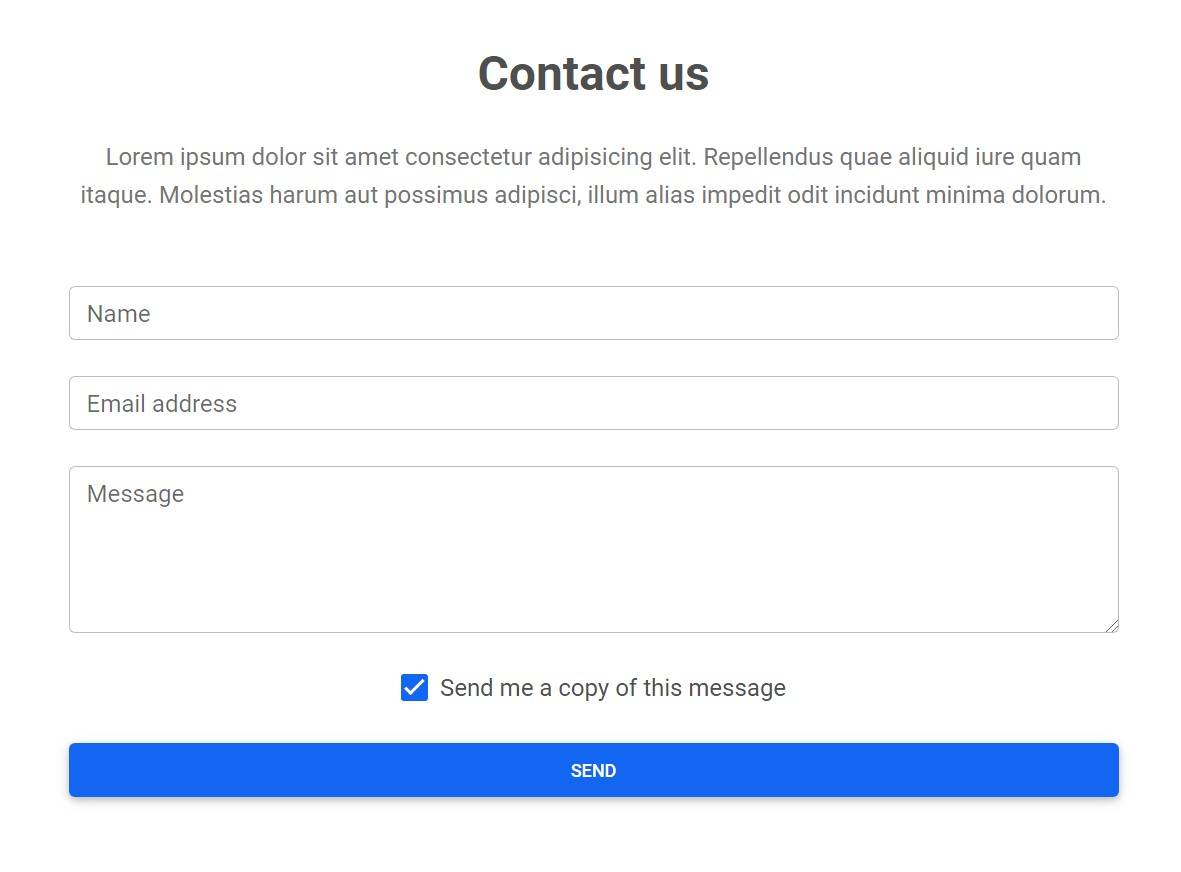 Contact us
Lorem ipsum dolor sit amet consectetur adipisicing elit. Repellendus quae aliquid iure quam
itaque. Molestias harum aut possimus adipisci, illum alias impedit odit incidunt minima dolorum.
Name
Email address
Message
Send me a copy of this message
SEND